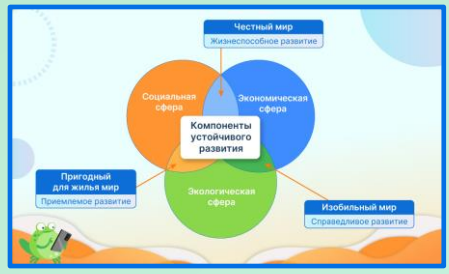 Честный мир
Жизнеспособное развитие
Социальная
сфера
Экономическая
сфера
Компоненты
устойчивого
развития
Пригодный
для жилья мир
Приемлемое развитие
Экологическая
сфера
Изобильный мир
Справедливое развитие